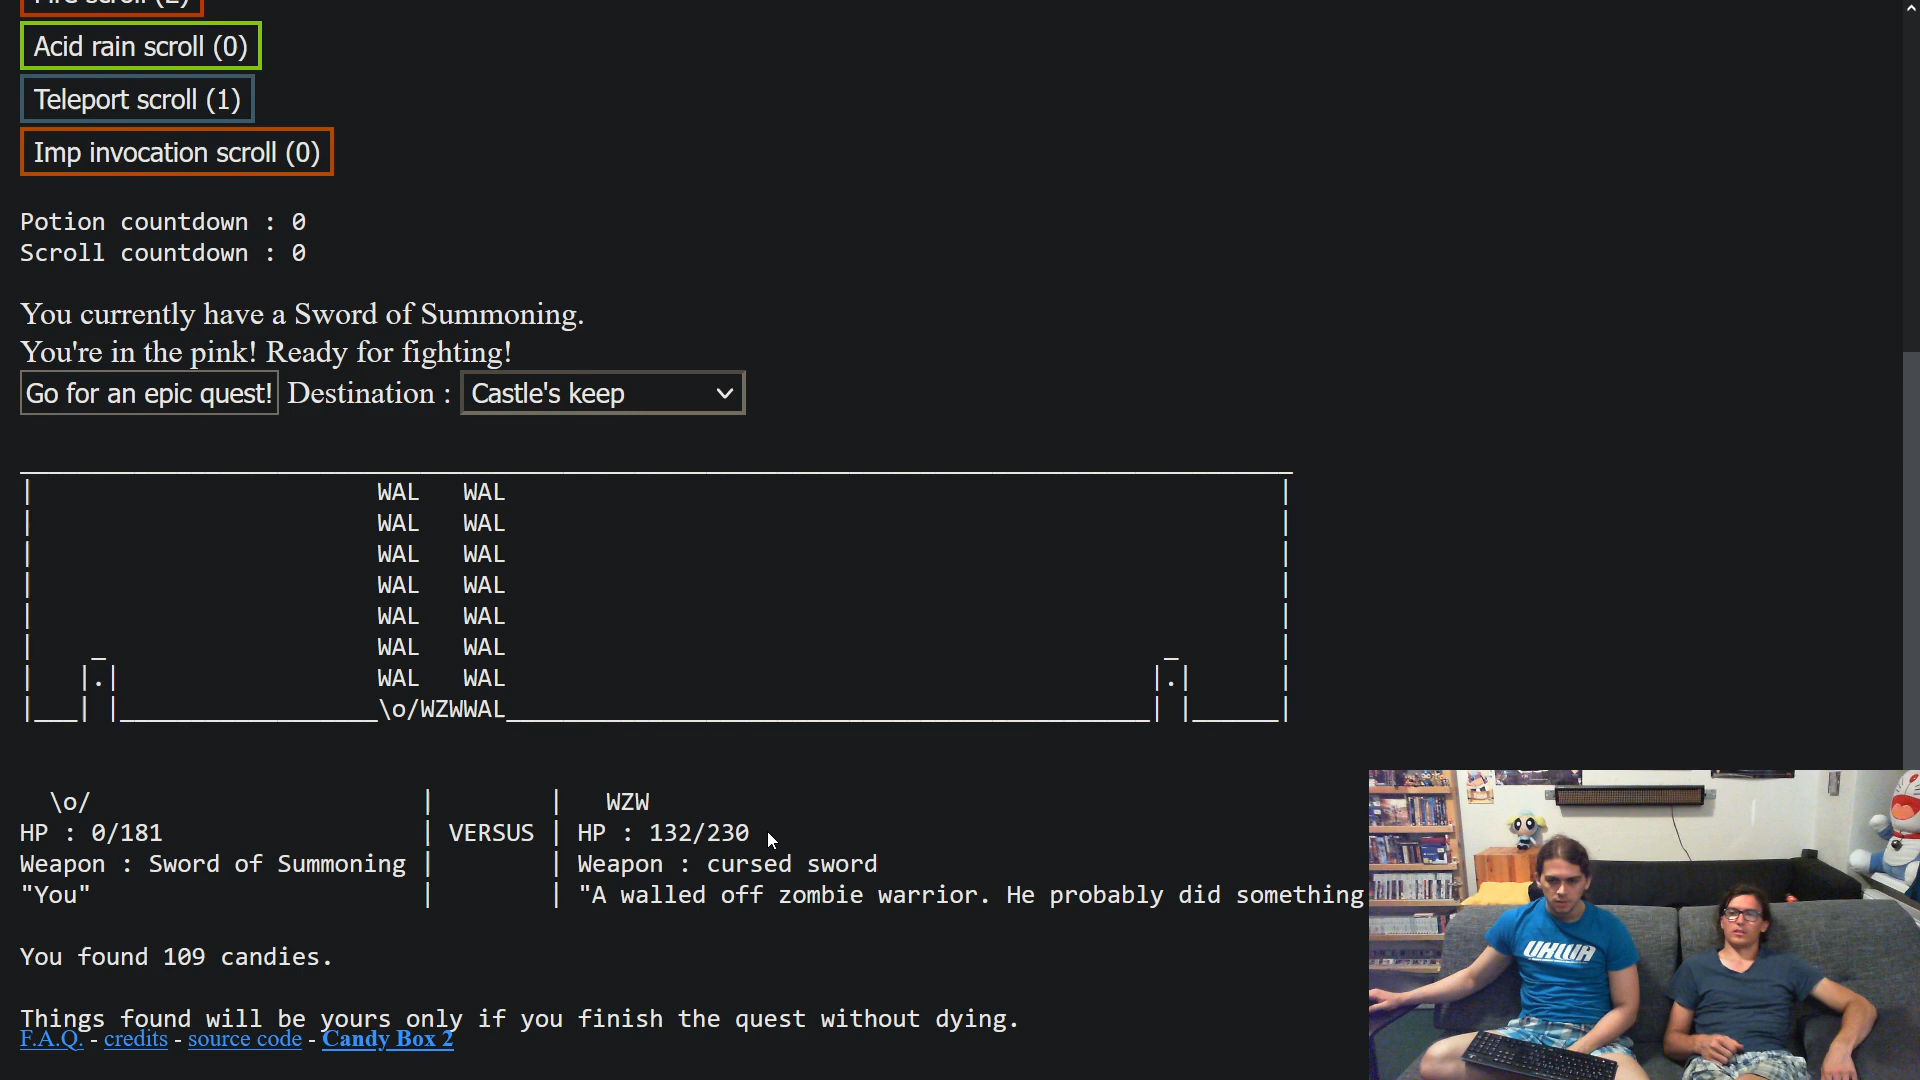 Fire scroll (2)
Acid rain scroll (0)
Teleport scroll (1)
Imp invocation scroll (0)
Potion countdown : 0
Scroll countdown : 0
You currently have a Sword of Summoning.
You're in the pink! Ready for fighting!
Go for an epic quest! Destination : Castle's keep
WAL WAL
WAL WAL
WAL WAL
WAL WAL
WAL WAL
WAL WAL
WAL WAL
\o/WZWWAL
\o/ | | WZW
HP : 0/181 | VERSUS | HP : 132/230
Weapon : Sword of Summoning | | Weapon : cursed sword
"You" | | "A walled off zombie warrior. He probably did something
You found 109 candies.
Things found will be yours only if you finish the quest without dying.
F.A.Q. - credits - source code - Candy Box 2
UHWA